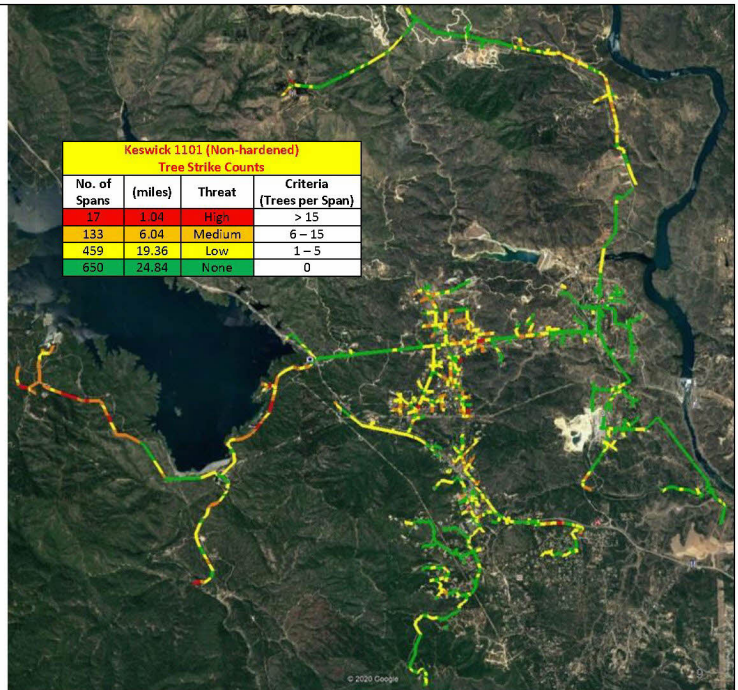 Keswick 1101 (Non-hardened)
Tree Strike Counts
No. of Spans (miles) Threat Criteria (Trees per Span)
17 1.04 High > 15
133 6.04 Medium 6 – 15
459 19.36 Low 1 – 5
650 24.84 None 0
© 2020 Google